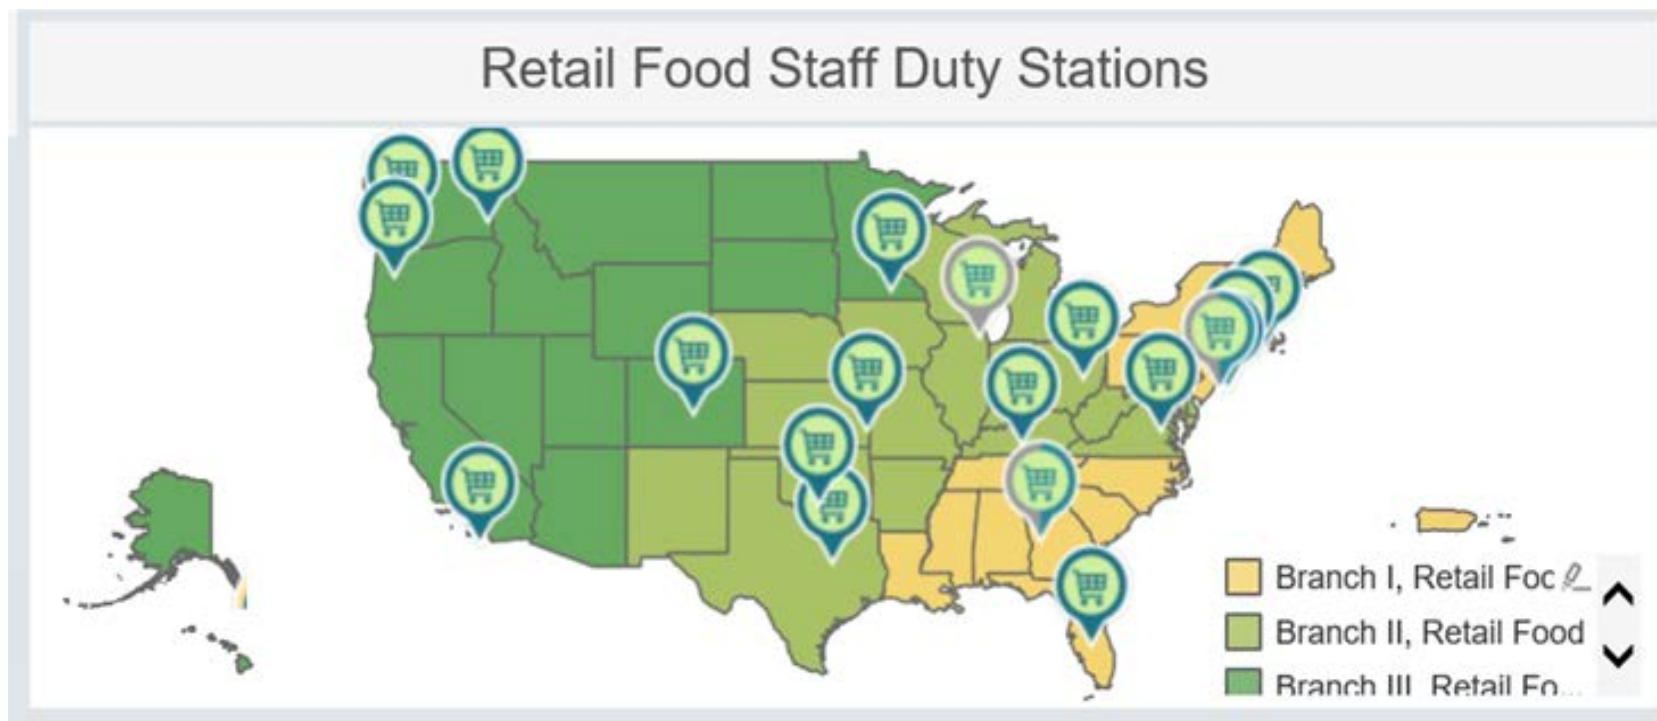 Retail Food Staff Duty Stations
Branch I, Retail Foc
Branch II, Retail Food
Branch III, Retail Fo...